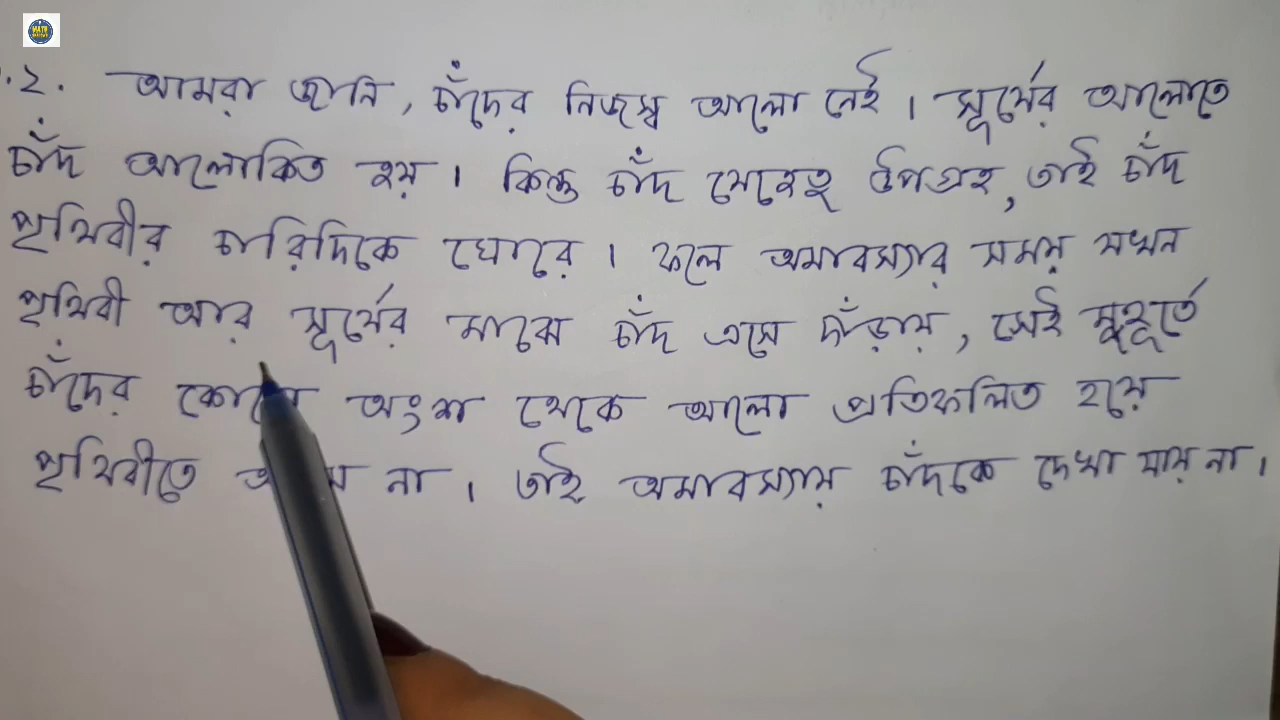 .২. আমরা জানি, চাঁদের নিজস্ব আলো নেই। সূর্যের আলোতে
চাঁদ আলোকিত হয়। কিন্তু চাঁদ যেহেতু উপগ্রহ, তাই চাঁদ
পৃথিবীর চারিদিকে ঘোরে। ফলে অমাবস্যার সময় যখন
পৃথিবী আর সূর্যের মাঝে চাঁদ এসে দাঁড়ায়, সেই মুহূর্তে
চাঁদের অংশ থেকে আলো প্রতিফলিত হয়ে
পৃথিবীতে না। তাই অমাবস্যায় চাঁদকে দেখা যায় না।